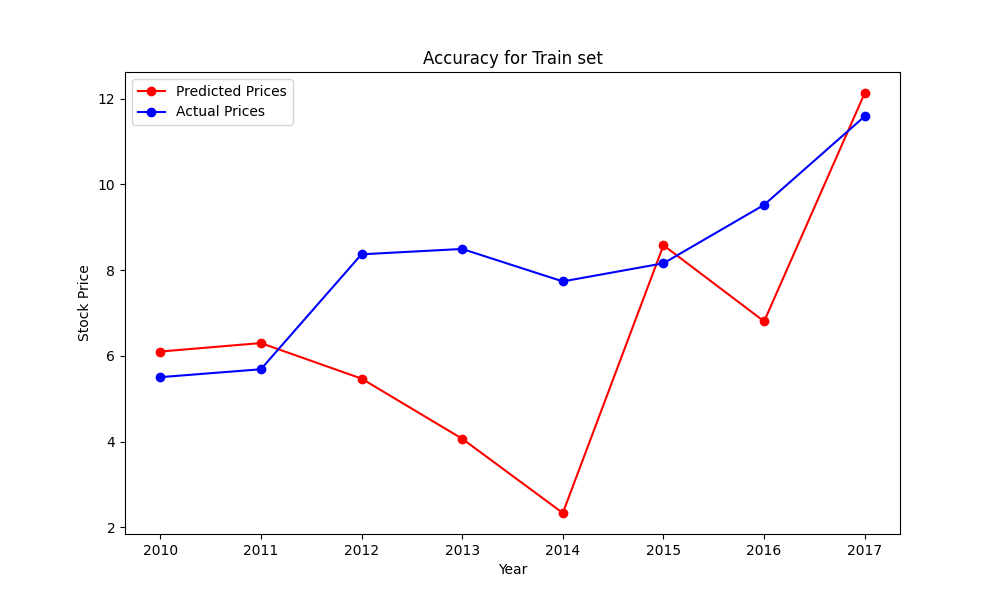 Accuracy for Train set
Predicted Prices
Actual Prices
Stock Price
12
10
8
6
4
2
2010 2011 2012 2013 2014 2015 2016 2017
Year